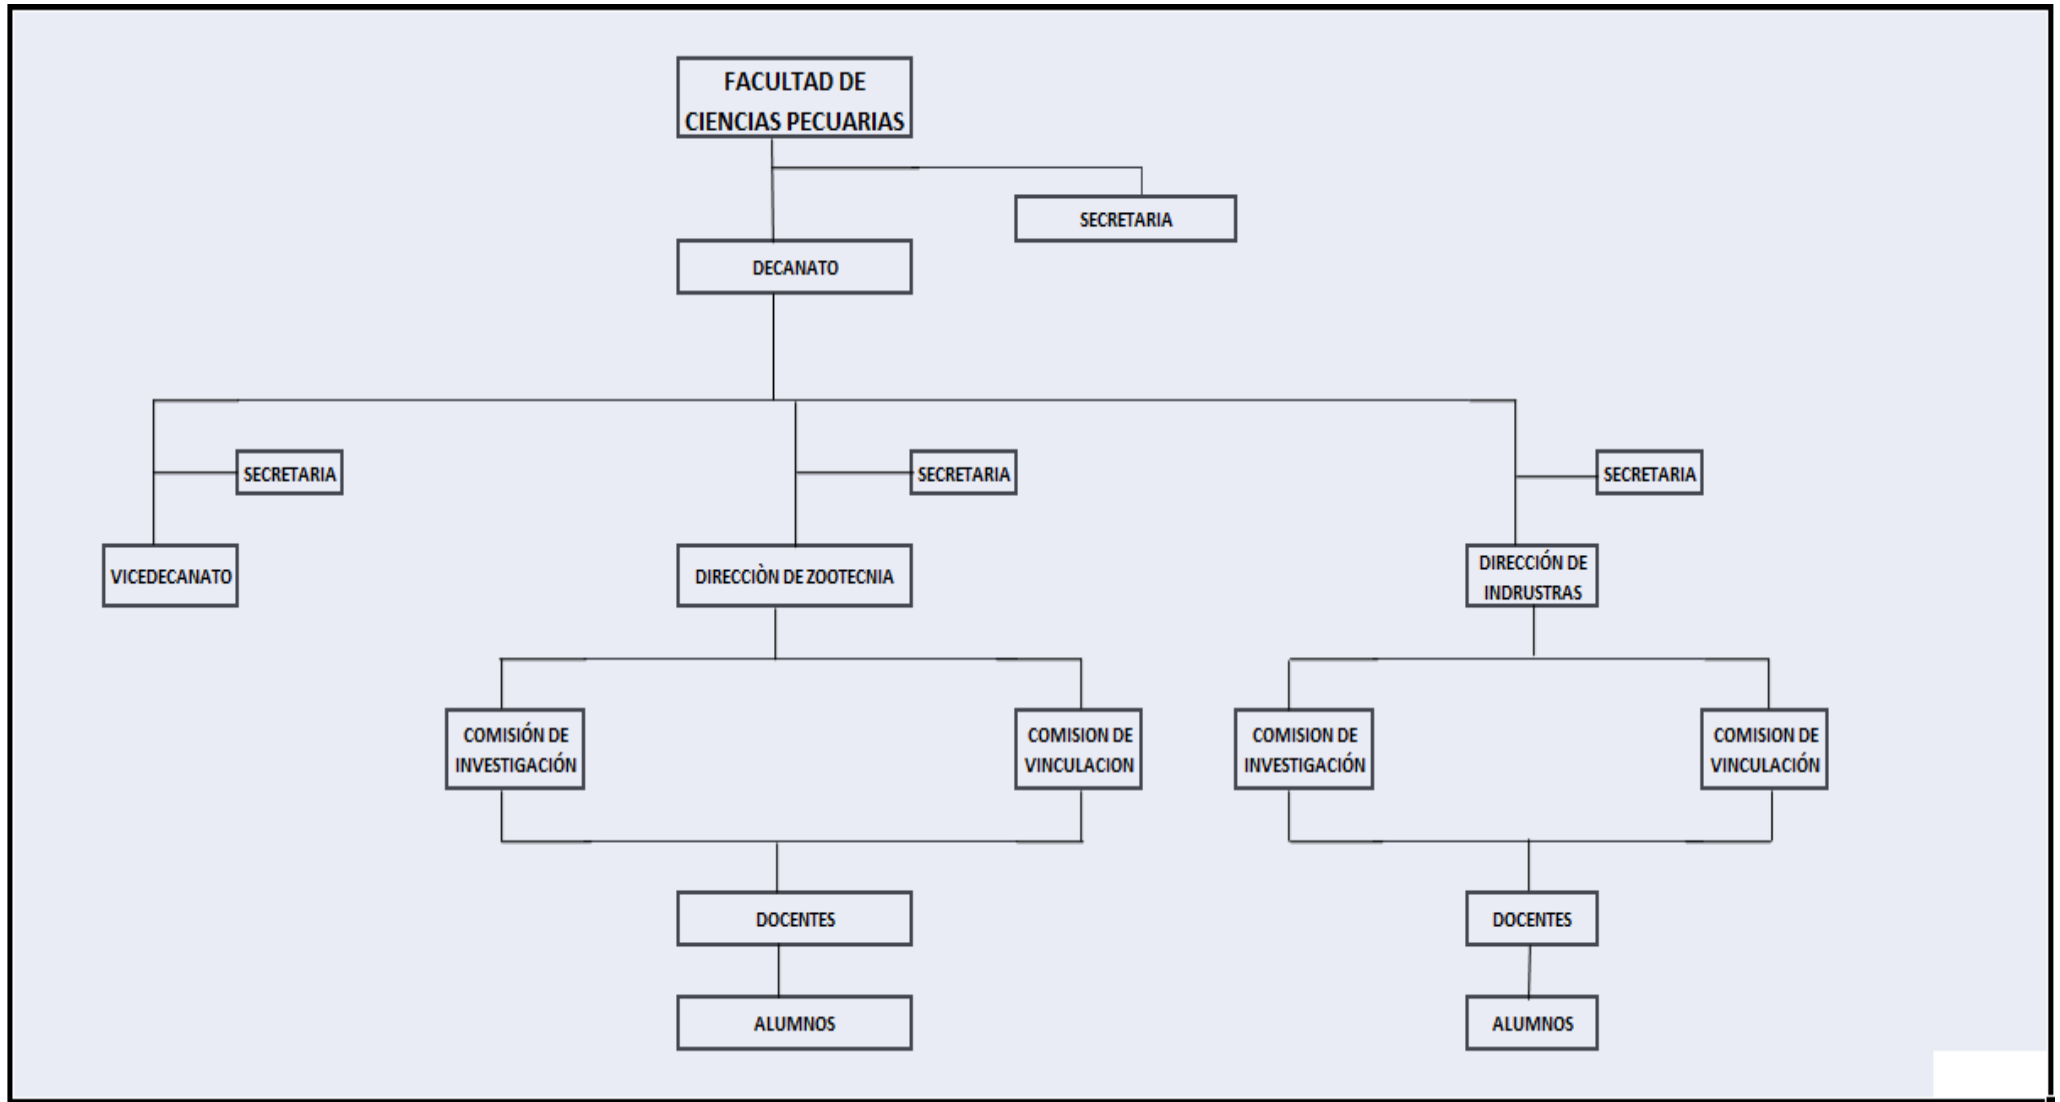 FACULTAD DE
CIENCIAS PECUARIAS
SECRETARIA
DECANATO
SECRETARIA
SECRETARIA
SECRETARIA
VICEDECANATO
DIRECCIÒN DE ZOOTECNIA
DIRECCIÓN DE
INDRUSTRAS
COMISIÓN DE
INVESTIGACIÓN
COMISION DE
VINCULACION
COMISION DE
INVESTIGACIÓN
COMISION DE
VINCULACIÓN
DOCENTES
DOCENTES
ALUMNOS
ALUMNOS